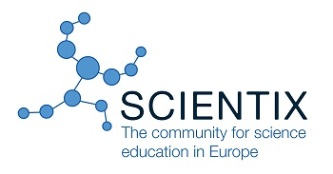 SCIENTIX
The community for science
education in Europe